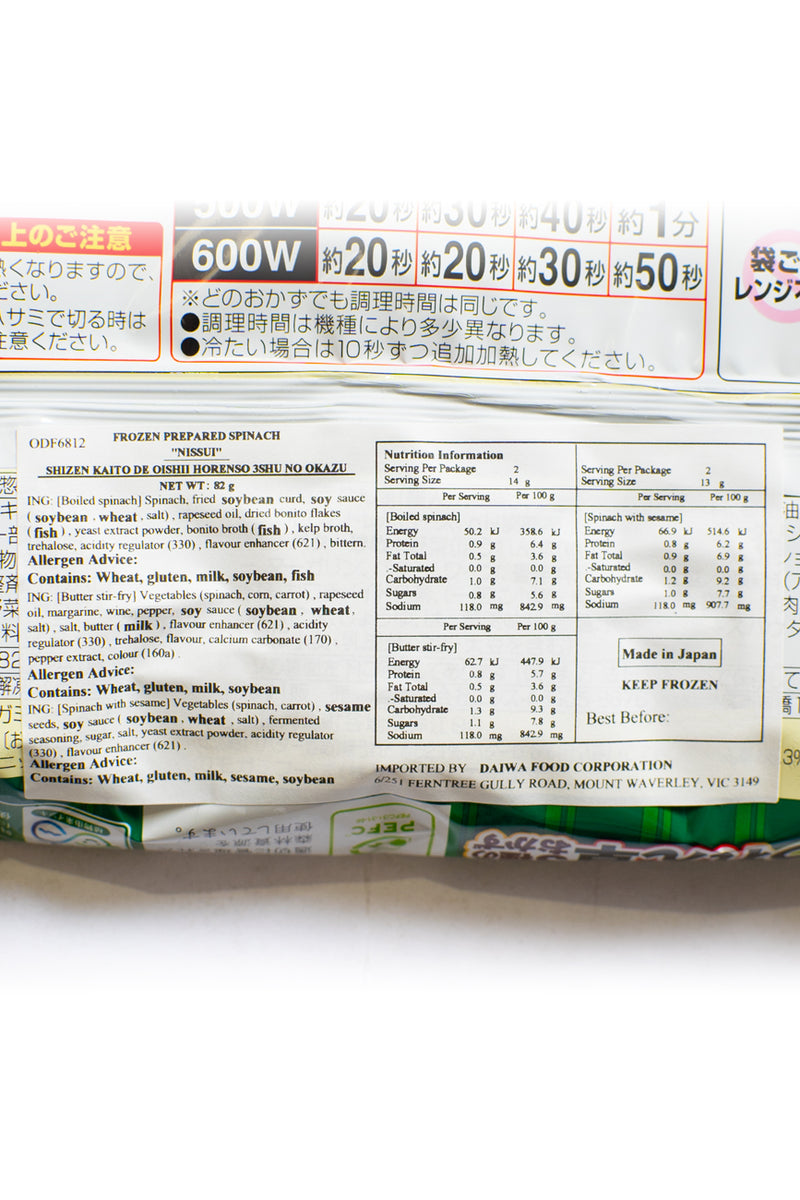 500W 約20秒 約30秒 約40秒 約1分
600W 約20秒 約20秒 約30秒 約50秒
上のご注意
熱くなりますので、
ださい。
ハサミで切る時は
注意ください。
※どのおかずでも調理時間は同じです。
●調理時間は機種により多少異なります。
●冷たい場合は10秒ずつ追加加熱してください。
袋ご
レンジ
ODF6812
FROZEN PREPARED SPINACH
"NISSUI"
SHIZEN KAITO DE OISHII HORENSO 3SHU NO OKAZU
NET WT: 82 g
ING: [Boiled spinach] Spinach, fried soybean curd, soy sauce
( soybean , wheat , salt) , rapeseed oil, dried bonito flakes
( fish ) , yeast extract powder, bonito broth ( fish ) , kelp broth,
trehalose, acidity regulator (330) , flavour enhancer (621) , bittern.
Allergen Advice:
Contains: Wheat, gluten, milk, soybean, fish
ING: [Butter stir-fry] Vegetables (spinach, corn, carrot) , rapeseed
oil, margarine, wine, pepper, soy sauce ( soybean , wheat ,
salt) , salt, butter ( milk ) , flavour enhancer (621) , acidity
regulator (330) , trehalose, flavour, calcium carbonate (170) ,
pepper extract, colour (160a) .
Allergen Advice:
Contains: Wheat, gluten, milk, soybean
ING: [Spinach with sesame] Vegetables (spinach, carrot) , sesame
seeds, soy sauce ( soybean , wheat , salt) , fermented
seasoning, sugar, salt, yeast extract powder, acidity regulator
(330) , flavour enhancer (621) .
Allergen Advice:
Contains: Wheat, gluten, milk, sesame, soybean
Nutrition Information
Serving Per Package 2
Serving Size 14 g
Per Serving Per 100 g
[Boiled spinach]
Energy 50.2 kJ 358.6 kJ
Protein 0.9 g 6.4 g
Fat Total 0.5 g 3.6 g
.-Saturated 0.0 g 0.0 g
Carbohydrate 1.0 g 7.1 g
Sugars 0.8 g 5.6 g
Sodium 118.0 mg 842.9 mg
Per Serving Per 100 g
[Butter stir-fry]
Energy 62.7 kJ 447.9 kJ
Protein 0.8 g 5.7 g
Fat Total 0.5 g 3.6 g
.-Saturated 0.0 g 0.0 g
Carbohydrate 1.3 g 9.3 g
Sugars 1.1 g 7.8 g
Sodium 118.0 mg 842.9 mg
Serving Per Package 2
Serving Size 13 g
Per Serving Per 100 g
[Spinach with sesame]
Energy 66.9 kJ 514.6 kJ
Protein 0.8 g 6.2 g
Fat Total 0.9 g 6.9 g
.-Saturated 0.0 g 0.0 g
Carbohydrate 1.2 g 9.2 g
Sugars 1.0 g 7.7 g
Sodium 118.0 mg 907.7 mg
Made in Japan
KEEP FROZEN
Best Before:
IMPORTED BY DAIWA FOOD CORPORATION
6/251 FERNTREE GULLY ROAD, MOUNT WAVERLEY, VIC 3149
PEFC
使用しています。
おかず